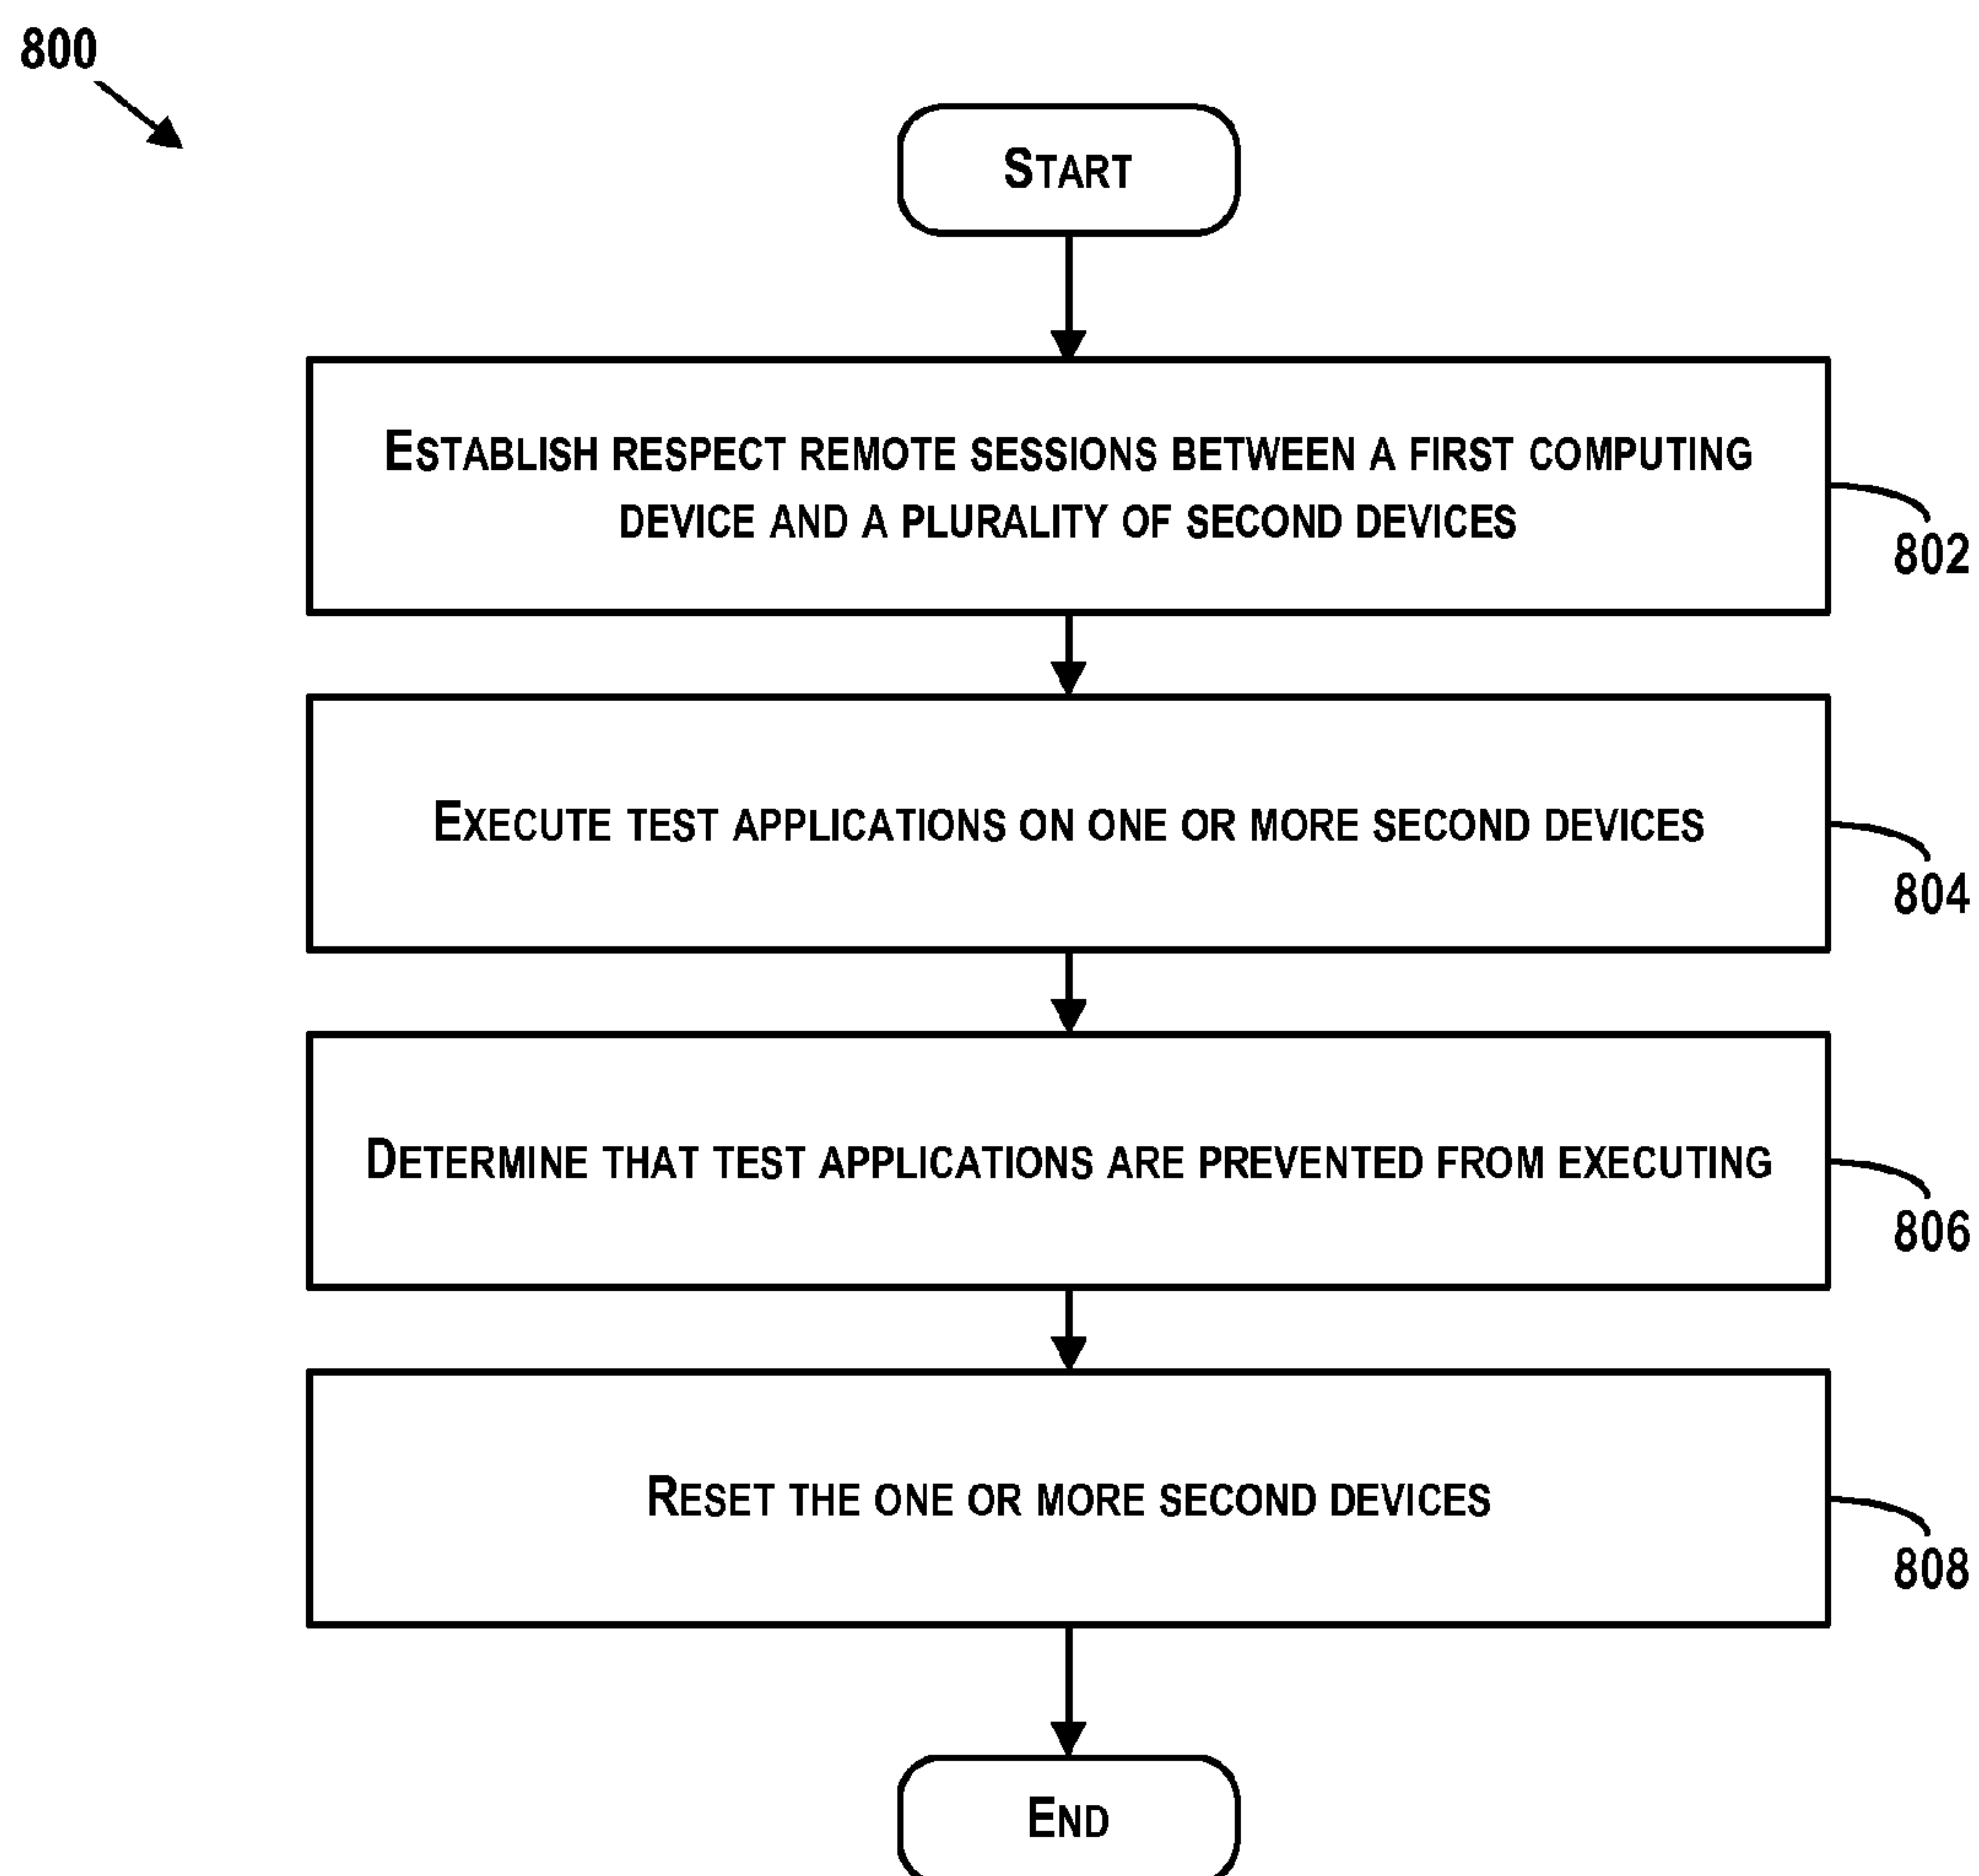 800
START
ESTABLISH RESPECT REMOTE SESSIONS BETWEEN A FIRST COMPUTING
DEVICE AND A PLURALITY OF SECOND DEVICES
802
EXECUTE TEST APPLICATIONS ON ONE OR MORE SECOND DEVICES
804
DETERMINE THAT TEST APPLICATIONS ARE PREVENTED FROM EXECUTING
806
RESET THE ONE OR MORE SECOND DEVICES
808
END